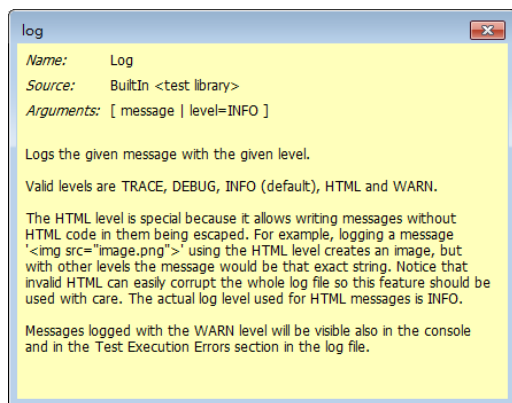 log
Name: Log
Source: BuiltIn <test library>
Arguments: [ message | level=INFO ]
Logs the given message with the given level.
Valid levels are TRACE, DEBUG, INFO (default), HTML and WARN.
The HTML level is special because it allows writing messages without
HTML code in them being escaped. For example, logging a message
'<img src="image.png">' using the HTML level creates an image, but
with other levels the message would be that exact string. Notice that
invalid HTML can easily corrupt the whole log file so this feature should be
used with care. The actual log level used for HTML messages is INFO.
Messages logged with the WARN level will be visible also in the console
and in the Test Execution Errors section in the log file.